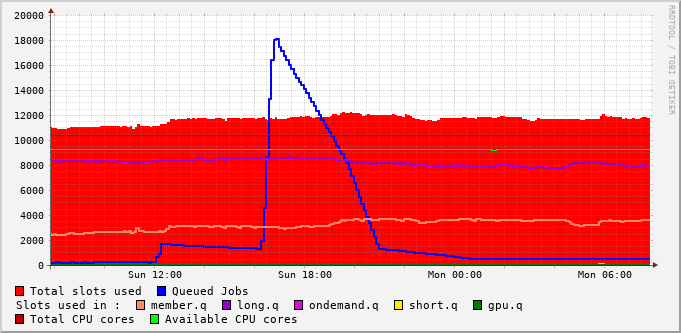 RRDTOOL / TOBI OETIKER
20000
18000
16000
14000
12000
10000
8000
6000
4000
2000
0
Sun 12:00 Sun 18:00 Mon 00:00 Mon 06:00
Total slots used Queued Jobs
Slots used in : member.q long.q ondemand.q short.q gpu.q
Total CPU cores Available CPU cores